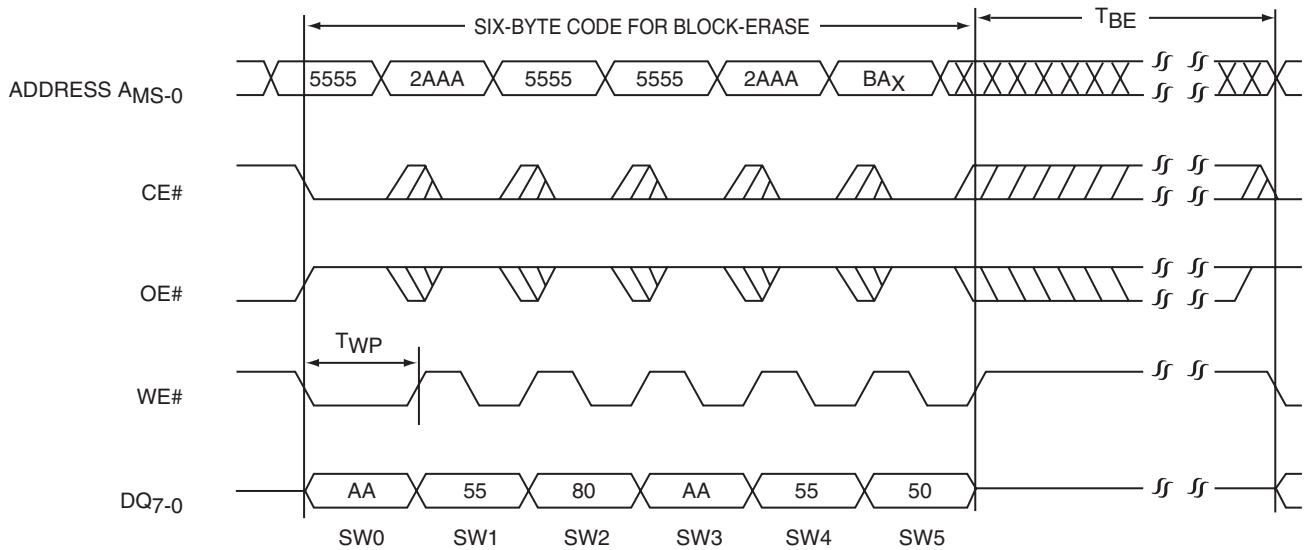 SIX-BYTE CODE FOR BLOCK-ERASE
TBE
ADDRESS AMS-0
5555 2AAA 5555 5555 2AAA BAX
CE#
OE#
TWP
WE#
DQ7-0
AA 55 80 AA 55 50
SW0 SW1 SW2 SW3 SW4 SW5